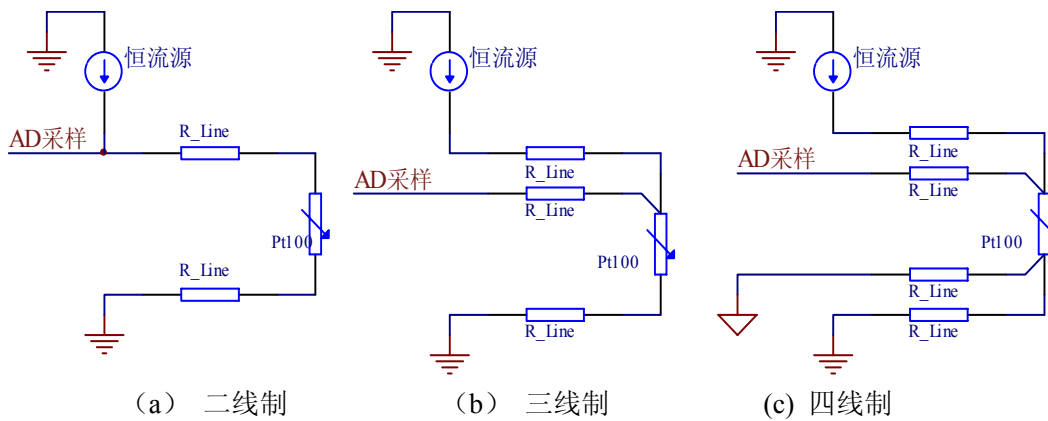 恒流源
AD采样
R_Line
Pt100
R_Line
(a) 二线制
恒流源
AD采样
R_Line
R_Line
Pt100
R_Line
(b) 三线制
恒流源
AD采样
R_Line
R_Line
Pt100
R_Line
R_Line
(c) 四线制